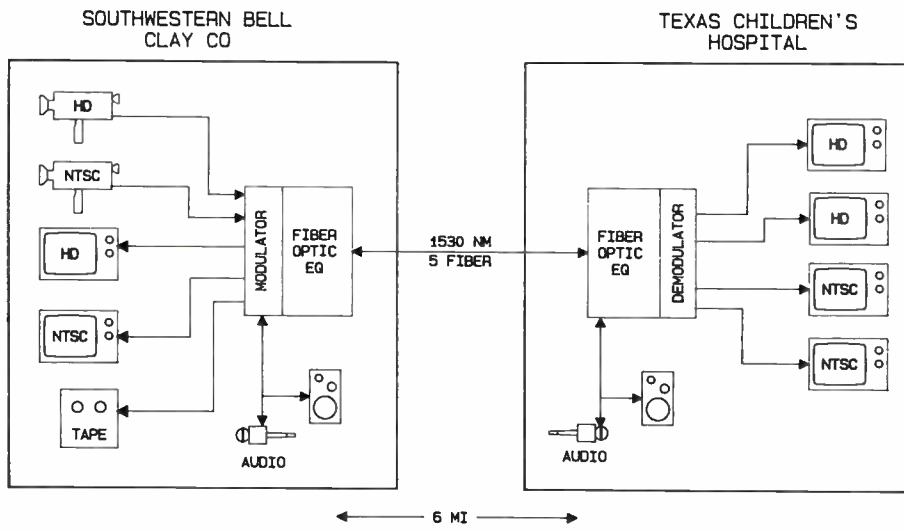 SOUTHWESTERN BELL
CLAY CO
TEXAS CHILDREN'S
HOSPITAL
HD
NTSC
HD
NTSC
TAPE
MODULATOR
FIBER
OPTIC
EQ
AUDIO
1530 NM
5 FIBER
FIBER
OPTIC
EQ
DEMODULATOR
HD
HD
NTSC
NTSC
AUDIO
6 MI